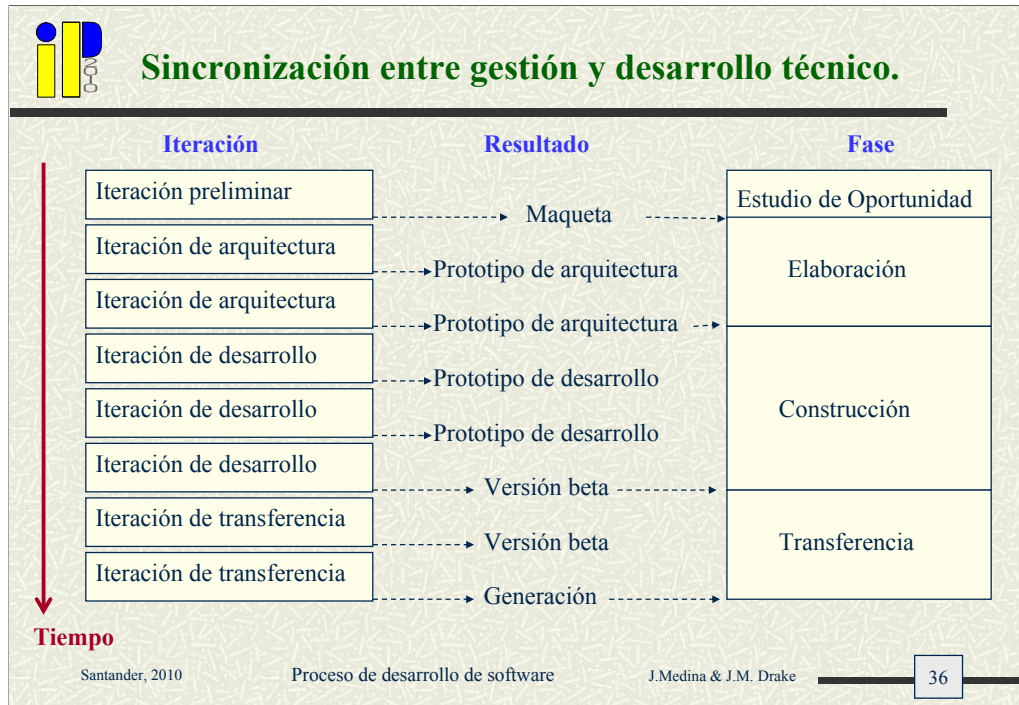 iip 2010
Sincronización entre gestión y desarrollo técnico.
Iteración Resultado Fase
Iteración preliminar
Maqueta
Estudio de Oportunidad
Iteración de arquitectura
Prototipo de arquitectura
Elaboración
Iteración de arquitectura
Prototipo de arquitectura
Iteración de desarrollo
Prototipo de desarrollo
Iteración de desarrollo
Prototipo de desarrollo
Construcción
Iteración de desarrollo
Versión beta
Iteración de transferencia
Versión beta
Transferencia
Iteración de transferencia
Generación
Tiempo
Santander, 2010 Proceso de desarrollo de software J.Medina & J.M. Drake 36